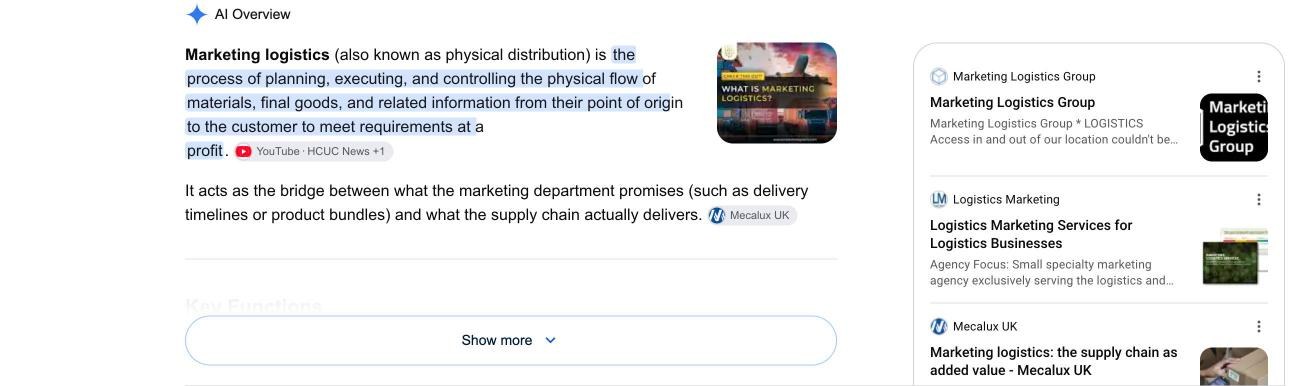 AI Overview
Marketing logistics (also known as physical distribution) is the
process of planning, executing, and controlling the physical flow of
materials, final goods, and related information from their point of origin
to the customer to meet requirements at a
profit. YouTube · HCUC News +1
WHAT IS MARKETING
LOGISTICS?
It acts as the bridge between what the marketing department promises (such as delivery
timelines or product bundles) and what the supply chain actually delivers. Mecalux UK
Key Functions
Show more
Marketing Logistics Group
Marketing Logistics Group
Marketing Logistics Group * LOGISTICS
Access in and out of our location couldn't be...
Marketi
Logistics
Group
LM Logistics Marketing
Logistics Marketing Services for
Logistics Businesses
Agency Focus: Small specialty marketing
agency exclusively serving the logistics and...
Mecalux UK
Marketing logistics: the supply chain as
added value - Mecalux UK